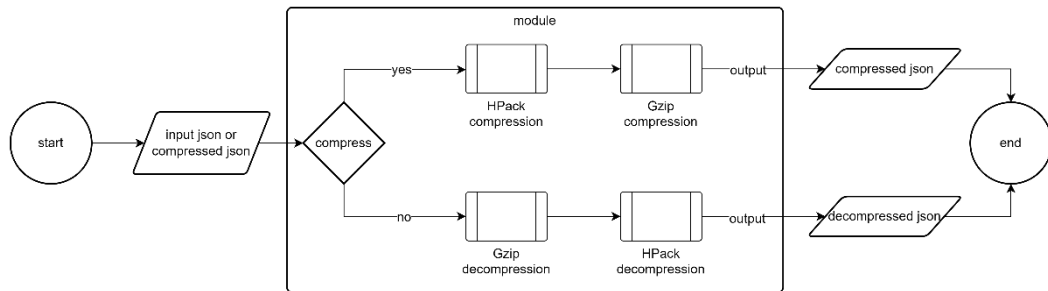 module
start
input json or
compressed json
compress
yes
HPack
compression
Gzip
compression
output
compressed json
no
Gzip
decompression
HPack
decompression
output
decompressed json
end